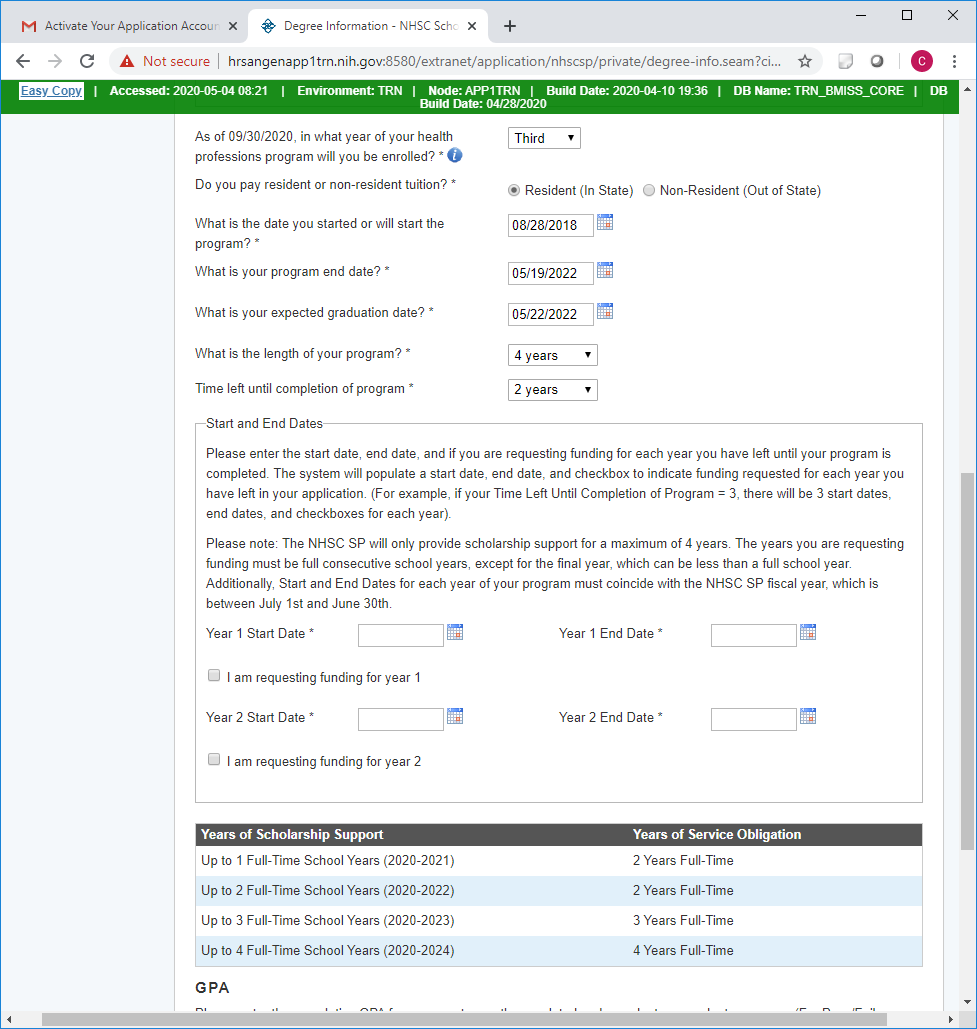 Activate Your Application Accoun
Degree Information - NHSC Scho
Not secure | hrsangenapp1trn.nih.gov:8580/extranet/application/nhscsp/private/degree-info.seam?ci...
C
Easy Copy | Accessed: 2020-05-04 08:21 | Environment: TRN | Node: APP1TRN | Build Date: 2020-04-10 19:36 | DB Name: TRN_BMISS_CORE | DB
Build Date: 04/28/2020
As of 09/30/2020, in what year of your health
professions program will you be enrolled? *
Third
Do you pay resident or non-resident tuition? *
Resident (In State) Non-Resident (Out of State)
What is the date you started or will start the
program? *
08/28/2018
What is your program end date? *
05/19/2022
What is your expected graduation date? *
05/22/2022
What is the length of your program? *
4 years
Time left until completion of program *
2 years
Start and End Dates
Please enter the start date, end date, and if you are requesting funding for each year you have left until your program is
completed. The system will populate a start date, end date, and checkbox to indicate funding requested for each year you
have left in your application. (For example, if your Time Left Until Completion of Program = 3, there will be 3 start dates,
end dates, and checkboxes for each year).
Please note: The NHSC SP will only provide scholarship support for a maximum of 4 years. The years you are requesting
funding must be full consecutive school years, except for the final year, which can be less than a full school year.
Additionally, Start and End Dates for each year of your program must coincide with the NHSC SP fiscal year, which is
between July 1st and June 30th.
Year 1 Start Date * Year 1 End Date *
I am requesting funding for year 1
Year 2 Start Date * Year 2 End Date *
I am requesting funding for year 2
Years of Scholarship Support Years of Service Obligation
Up to 1 Full-Time School Years (2020-2021) 2 Years Full-Time
Up to 2 Full-Time School Years (2020-2022) 2 Years Full-Time
Up to 3 Full-Time School Years (2020-2023) 3 Years Full-Time
Up to 4 Full-Time School Years (2020-2024) 4 Years Full-Time
GPA